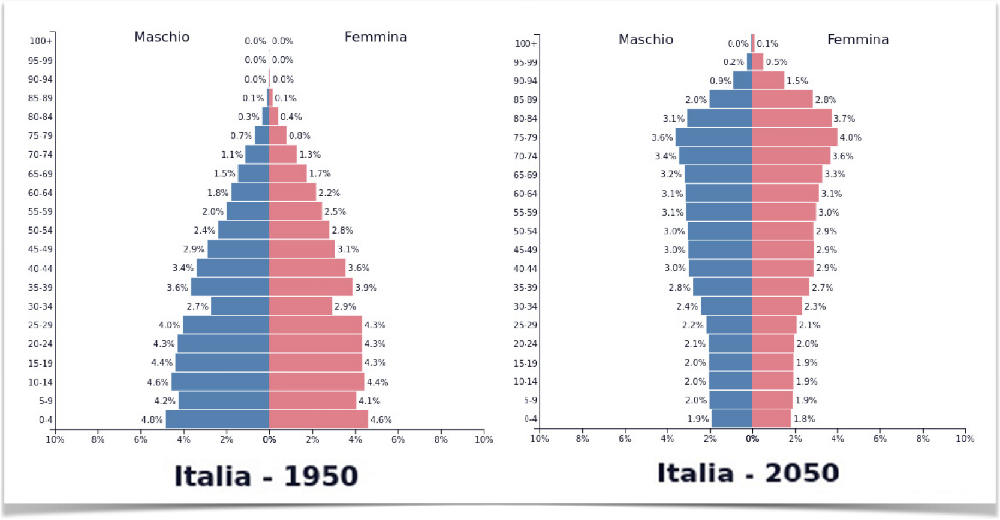 Maschio Femmina
100+ 0.0% 0.0%
95-99 0.0% 0.0%
90-94 0.0% 0.0%
85-89 0.1% 0.1%
80-84 0.3% 0.4%
75-79 0.7% 0.8%
70-74 1.1% 1.3%
65-69 1.5% 1.7%
60-64 1.8% 2.2%
55-59 2.0% 2.5%
50-54 2.4% 2.8%
45-49 2.9% 3.1%
40-44 3.4% 3.6%
35-39 3.6% 3.9%
30-34 2.7% 2.9%
25-29 4.0% 4.3%
20-24 4.3% 4.3%
15-19 4.4% 4.3%
10-14 4.6% 4.4%
5-9 4.2% 4.1%
0-4 4.8% 4.6%
10% 8% 6% 4% 2% 0% 2% 4% 6% 8% 10%
Italia - 1950
Maschio Femmina
100+ 0.0% 0.1%
95-99 0.2% 0.5%
90-94 0.9% 1.5%
85-89 2.0% 2.8%
80-84 3.1% 3.7%
75-79 3.6% 4.0%
70-74 3.4% 3.6%
65-69 3.2% 3.3%
60-64 3.1% 3.1%
55-59 3.1% 3.0%
50-54 3.0% 2.9%
45-49 3.0% 2.9%
40-44 3.0% 2.9%
35-39 2.8% 2.7%
30-34 2.4% 2.3%
25-29 2.2% 2.1%
20-24 2.1% 2.0%
15-19 2.0% 1.9%
10-14 2.0% 1.9%
5-9 2.0% 1.9%
0-4 1.9% 1.8%
10% 8% 6% 4% 2% 0% 2% 4% 6% 8% 10%
Italia - 2050